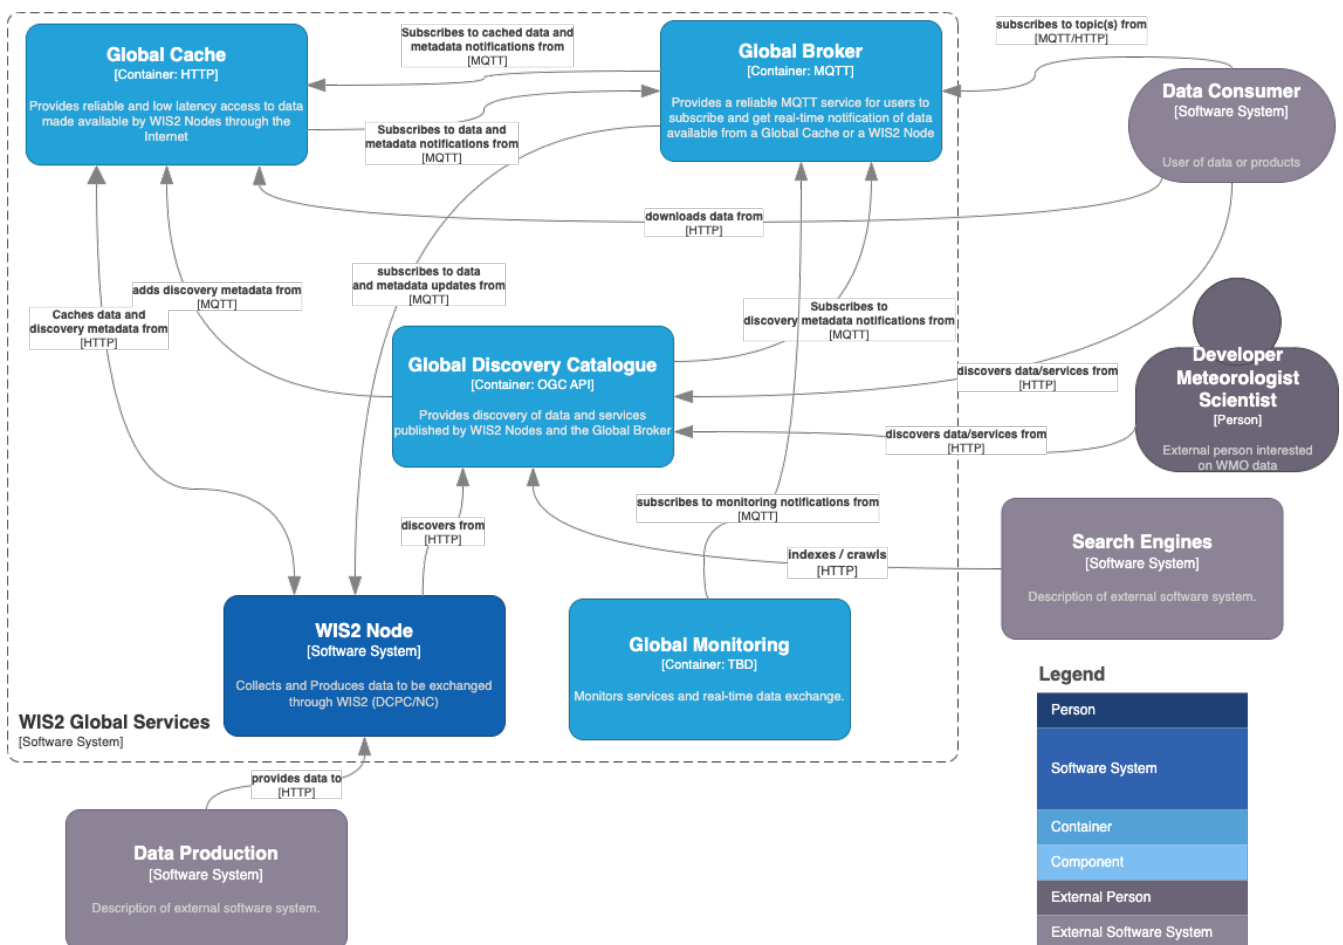 Global Cache
[Container: HTTP]
Provides reliable and low latency access to data
made available by WIS2 Nodes through the
Internet
Subscribes to cached data and
metadata notifications from
[MQTT]
Subscribes to data and
metadata notifications from
[MQTT]
Global Broker
[Container: MQTT]
Provides a reliable MQTT service for users to
subscribe and get real-time notification of data
available from a Global Cache or a WIS2 Node
subscribes to topic(s) from
[MQTT/HTTP]
Data Consumer
[Software System]
User of data or products
downloads data from
[HTTP]
subscribes to data
and metadata updates from
[MQTT]
adds discovery metadata from
[MQTT]
Caches data and
discovery metadata from
[HTTP]
Subscribes to
discovery metadata notifications from
[MQTT]
Global Discovery Catalogue
[Container: OGC API]
Provides discovery of data and services
published by WIS2 Nodes and the Global Broker
discovers data/services from
[HTTP]
Developer
Meteorologist
Scientist
[Person]
External person interested
on WMO data
discovers data/services from
[HTTP]
subscribes to monitoring notifications from
[MQTT]
discovers from
[HTTP]
indexes / crawls
[HTTP]
Search Engines
[Software System]
Description of external software system.
WIS2 Node
[Software System]
Collects and Produces data to be exchanged
through WIS2 (DCPC/NC)
Global Monitoring
[Container: TBD]
Monitors services and real-time data exchange.
WIS2 Global Services
[Software System]
provides data to
[HTTP]
Data Production
[Software System]
Description of external software system.
Legend
Person
Software System
Container
Component
External Person
External Software System